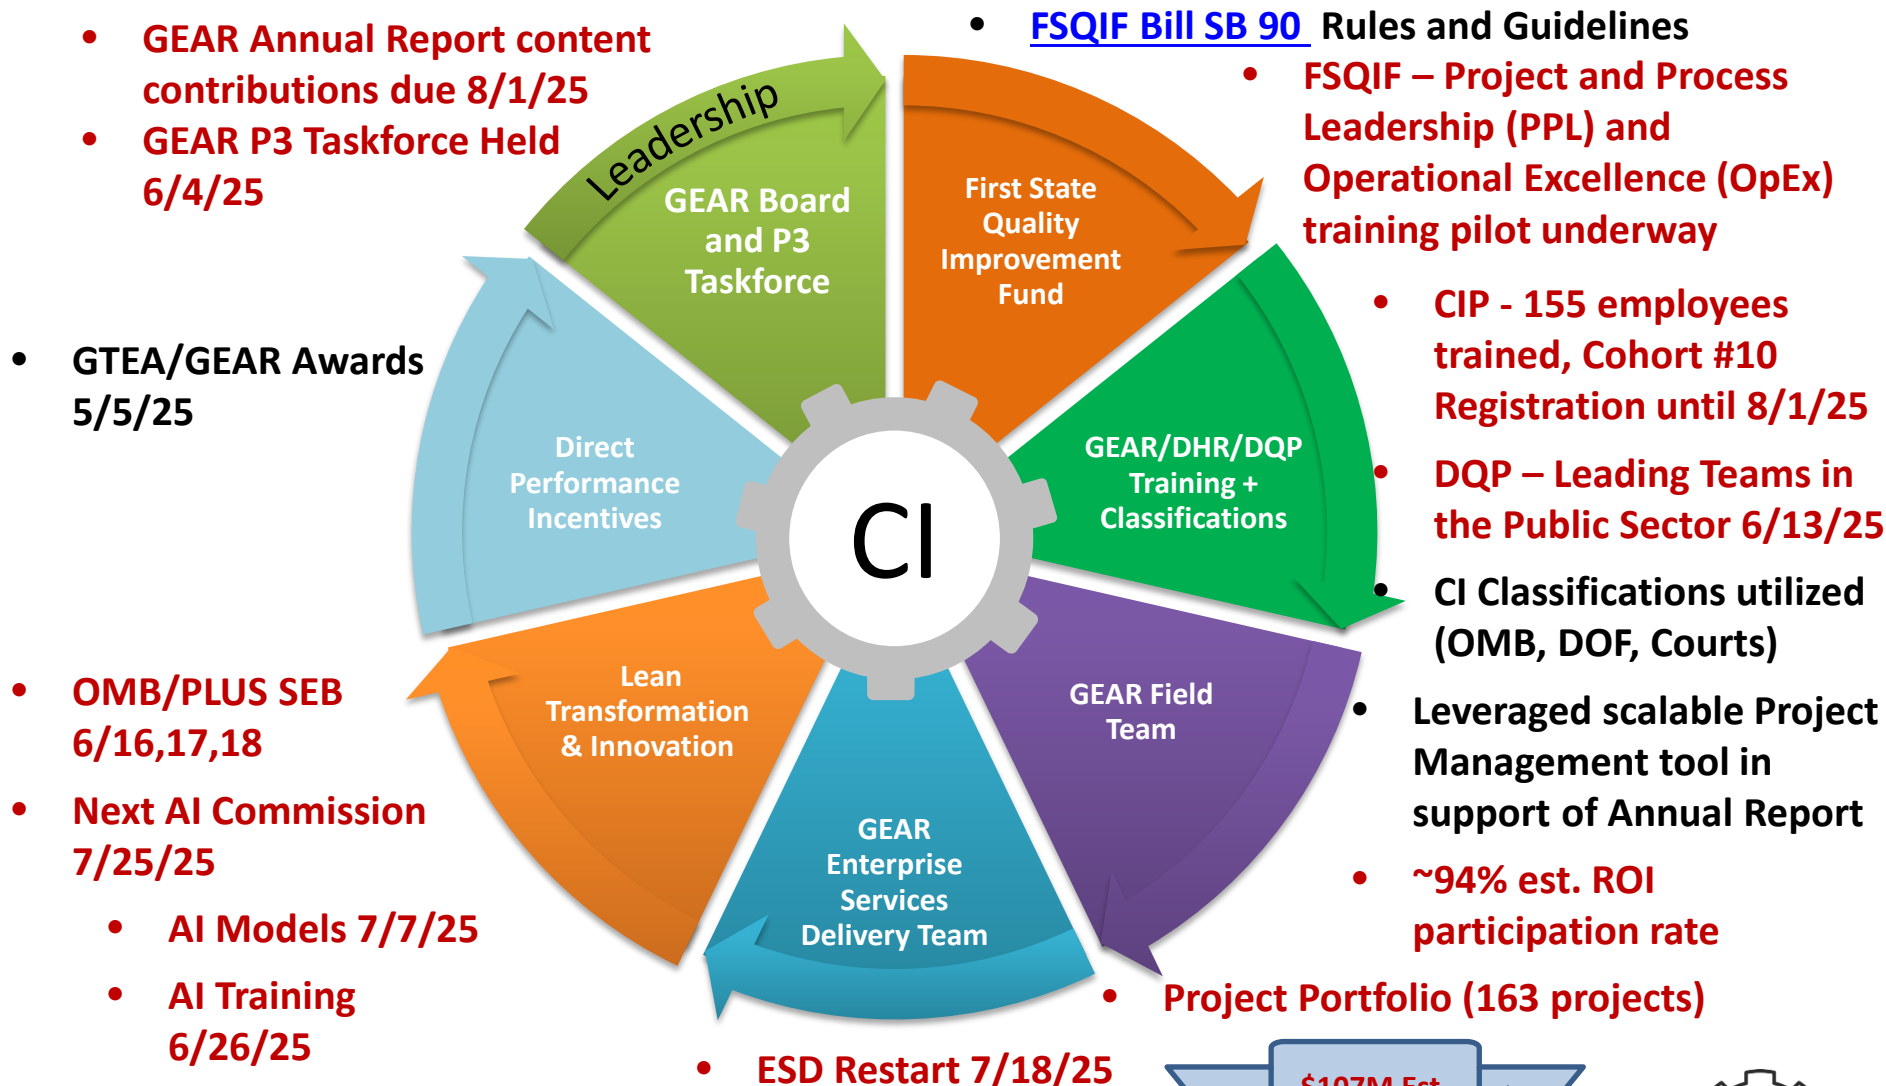 • GEAR Annual Report content
contributions due 8/1/25
• GEAR P3 Taskforce Held
6/4/25
• FSQIF Bill SB 90 Rules and Guidelines
• FSQIF – Project and Process
Leadership (PPL) and
Operational Excellence (OpEx)
training pilot underway
Leadership
GEAR Board
and P3
Taskforce
First State
Quality
Improvement
Fund
• CIP - 155 employees
trained, Cohort #10
Registration until 8/1/25
• DQP – Leading Teams in
the Public Sector 6/13/25
• CI Classifications utilized
(OMB, DOF, Courts)
• GTEA/GEAR Awards
5/5/25
Direct
Performance
Incentives
GEAR/DHR/DQP
Training +
Classifications
CI
Lean
Transformation
& Innovation
GEAR Field
Team
GEAR
Enterprise
Services
Delivery Team
• Leveraged scalable Project
Management tool in
support of Annual Report
• ~94% est. ROI
participation rate
• OMB/PLUS SEB
6/16,17,18
• Next AI Commission
7/25/25
• AI Models 7/7/25
• AI Training
6/26/25
• Project Portfolio (163 projects)
• ESD Restart 7/18/25
$107M Est